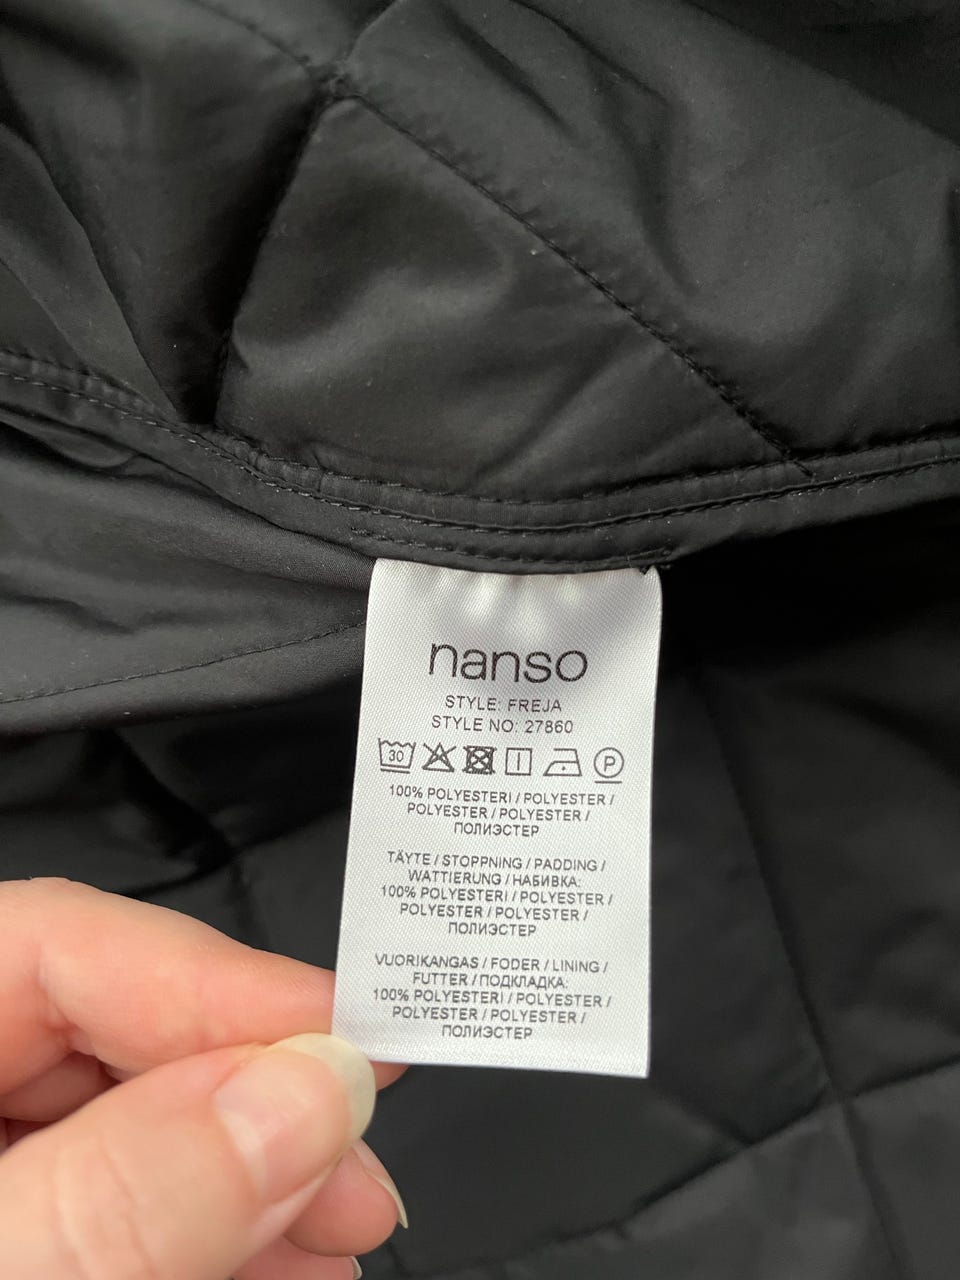 nanso
STYLE: FREJA
STYLE NO: 27860
30 P
100% POLYESTERI / POLYESTER /
POLYESTER / POLYESTER /
ПОЛИЭСТЕР
TÄYTE / STOPPNING / PADDING /
WATTIERUNG / НАБИВКА:
100% POLYESTERI / POLYESTER /
POLYESTER / POLYESTER /
ПОЛИЭСТЕР
VUORIKANGAS / FODER / LINING /
FUTTER / ПОДКЛАДКА:
100% POLYESTERI / POLYESTER /
POLYESTER / POLYESTER /
ПОЛИЭСТЕР